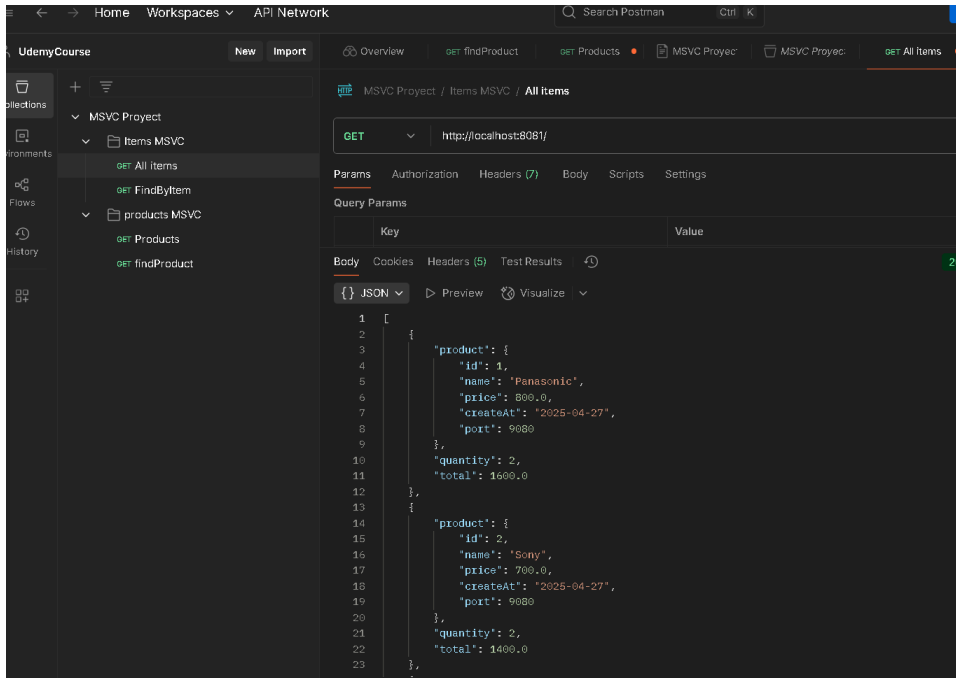 Home Workspaces API Network Search Postman Ctrl K
UdemyCourse New Import Overview GET findProduct GET Products MSVC Proyec MSVC Proyec GET All items
ollections
MSVC Proyect / Items MSVC / All items
MSVC Proyect
GET http://localhost:8081/
Items MSVC
vironments
GET All items
Params Authorization Headers (7) Body Scripts Settings
GET FindByItem
Flows
Query Params
products MSVC
Key Value
GET Products
History
Body Cookies Headers (5) Test Results 2
GET findProduct
{} JSON Preview Visualize
1 [
2 {
3 "product": {
4 "id": 1,
5 "name": "Panasonic",
6 "price": 800.0,
7 "createAt": "2025-04-27",
8 "port": 9080
9 },
10 "quantity": 2,
11 "total": 1600.0
12 },
13 {
14 "product": {
15 "id": 2,
16 "name": "Sony",
17 "price": 700.0,
18 "createAt": "2025-04-27",
19 "port": 9080
20 },
21 "quantity": 2,
22 "total": 1400.0
23 },